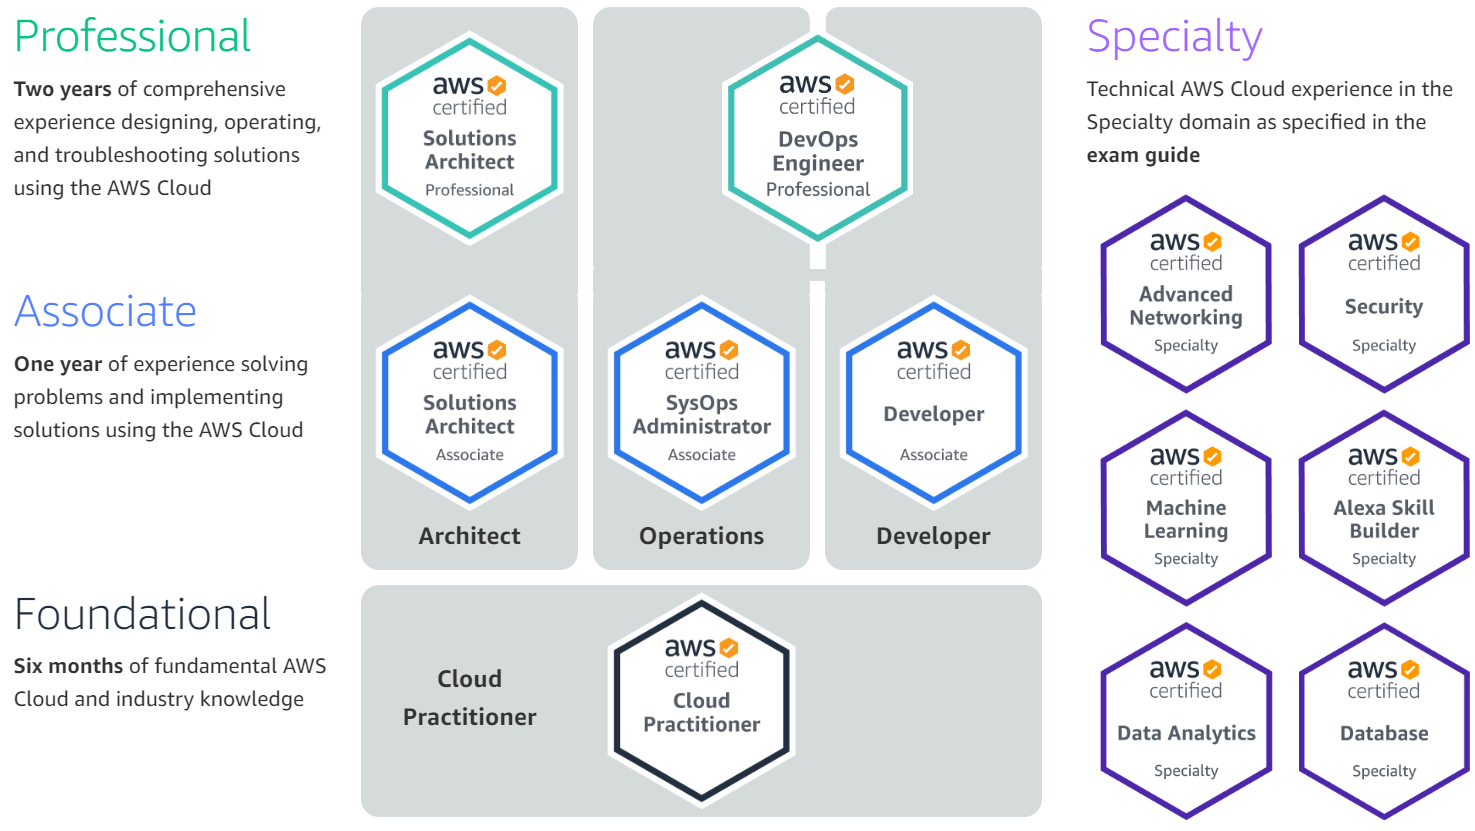 Professional
Two years of comprehensive
experience designing, operating,
and troubleshooting solutions
using the AWS Cloud
aws
certified
Solutions
Architect
Professional
aws
certified
DevOps
Engineer
Professional
Associate
One year of experience solving
problems and implementing
solutions using the AWS Cloud
aws
certified
Solutions
Architect
Associate
Architect
aws
certified
SysOps
Administrator
Associate
Operations
aws
certified
Developer
Associate
Developer
Foundational
Six months of fundamental AWS
Cloud and industry knowledge
Cloud
Practitioner
aws
certified
Cloud
Practitioner
Specialty
Technical AWS Cloud experience in the
Specialty domain as specified in the
exam guide
aws
certified
Advanced
Networking
Specialty
aws
certified
Security
Specialty
aws
certified
Machine
Learning
Specialty
aws
certified
Alexa Skill
Builder
Specialty
aws
certified
Data Analytics
Specialty
aws
certified
Database
Specialty